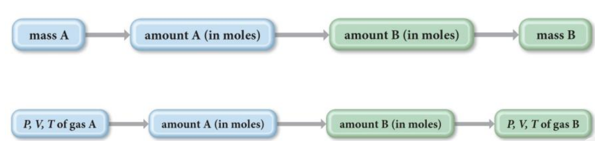 mass A amount A (in moles) amount B (in moles) mass B
P, V, T of gas A amount A (in moles) amount B (in moles) P, V, T of gas B